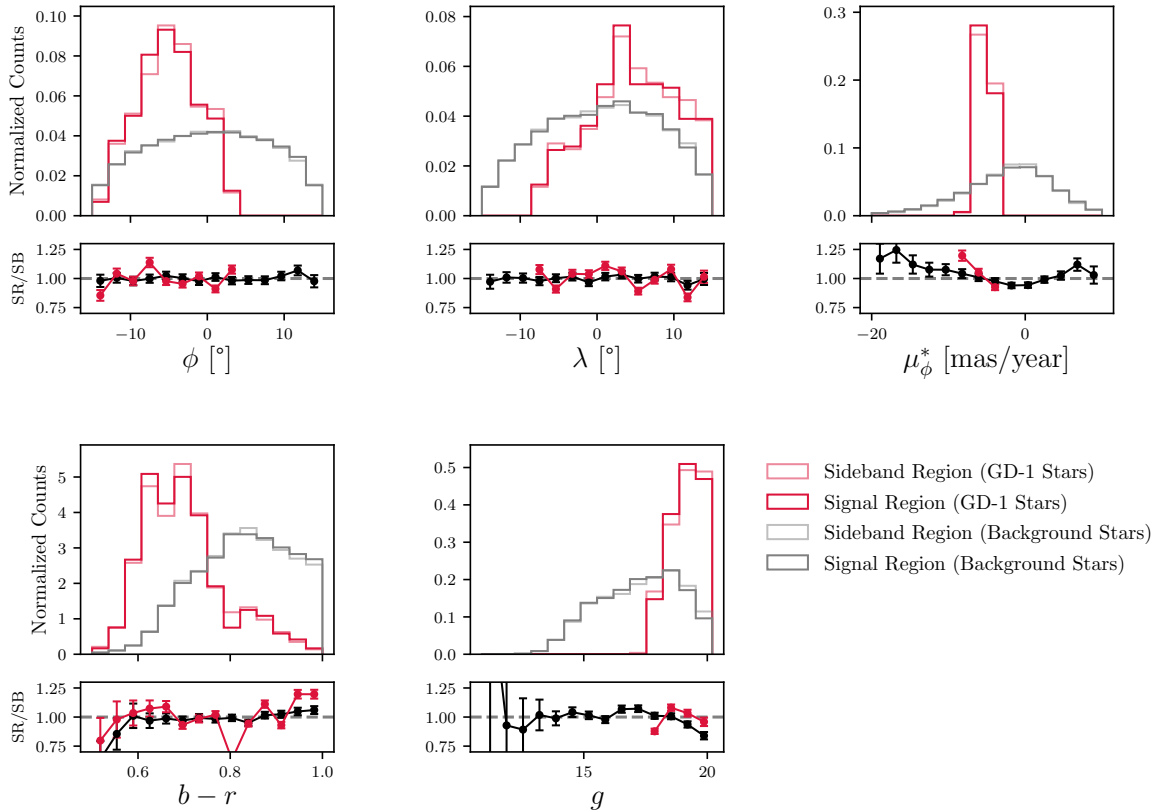 0.10
0.08
0.06
0.04
0.02
0.00
Normalized Counts
1.25
1.00
0.75
SR/SB
−10 0 10
ϕ [°]
0.08
0.06
0.04
0.02
0.00
1.25
1.00
0.75
−10 0 10
λ [°]
0.3
0.2
0.1
0.0
1.25
1.00
0.75
−20 0
μ*ϕ [mas/year]
5
4
3
2
1
0
Normalized Counts
1.25
1.00
0.75
SR/SB
0.6 0.8 1.0
b − r
0.5
0.4
0.3
0.2
0.1
0.0
1.25
1.00
0.75
15 20
g
Sideband Region (GD-1 Stars)
Signal Region (GD-1 Stars)
Sideband Region (Background Stars)
Signal Region (Background Stars)